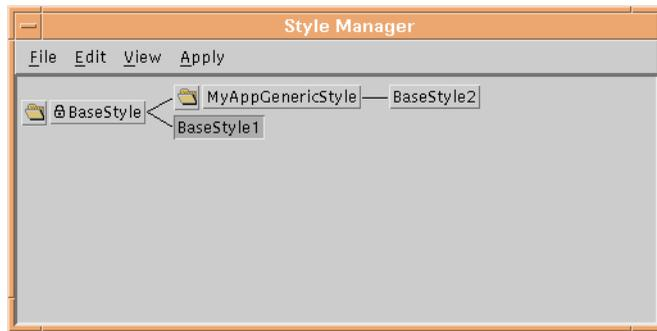 Style Manager
File Edit View Apply
MyAppGenericStyle BaseStyle2
BaseStyle
BaseStyle1